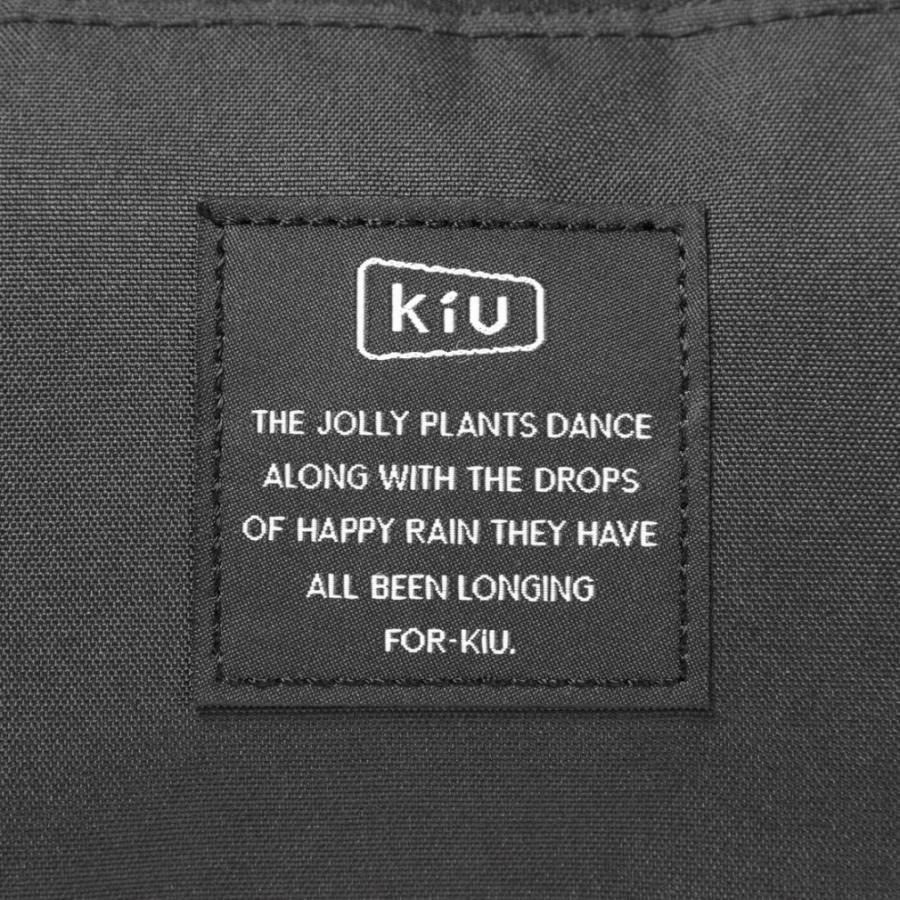 KiU
THE JOLLY PLANTS DANCE
ALONG WITH THE DROPS
OF HAPPY RAIN THEY HAVE
ALL BEEN LONGING
FOR-KiU.